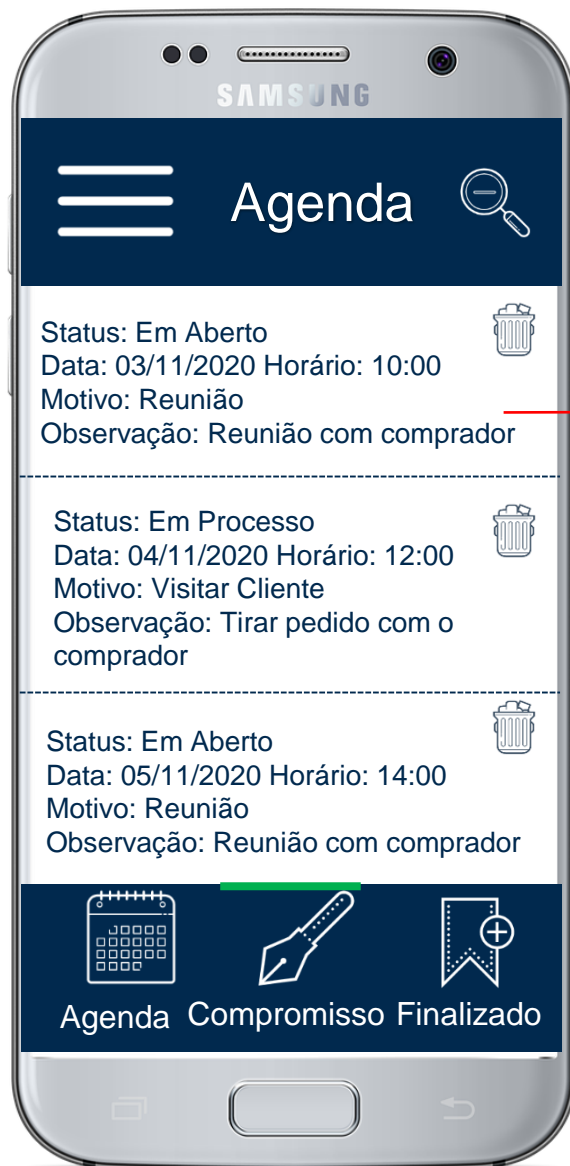 SAMSUNG
Agenda
Status: Em Aberto
Data: 03/11/2020 Horário: 10:00
Motivo: Reunião
Observação: Reunião com comprador
Status: Em Processo
Data: 04/11/2020 Horário: 12:00
Motivo: Visitar Cliente
Observação: Tirar pedido com o
comprador
Status: Em Aberto
Data: 05/11/2020 Horário: 14:00
Motivo: Reunião
Observação: Reunião com comprador
Agenda Compromisso Finalizado